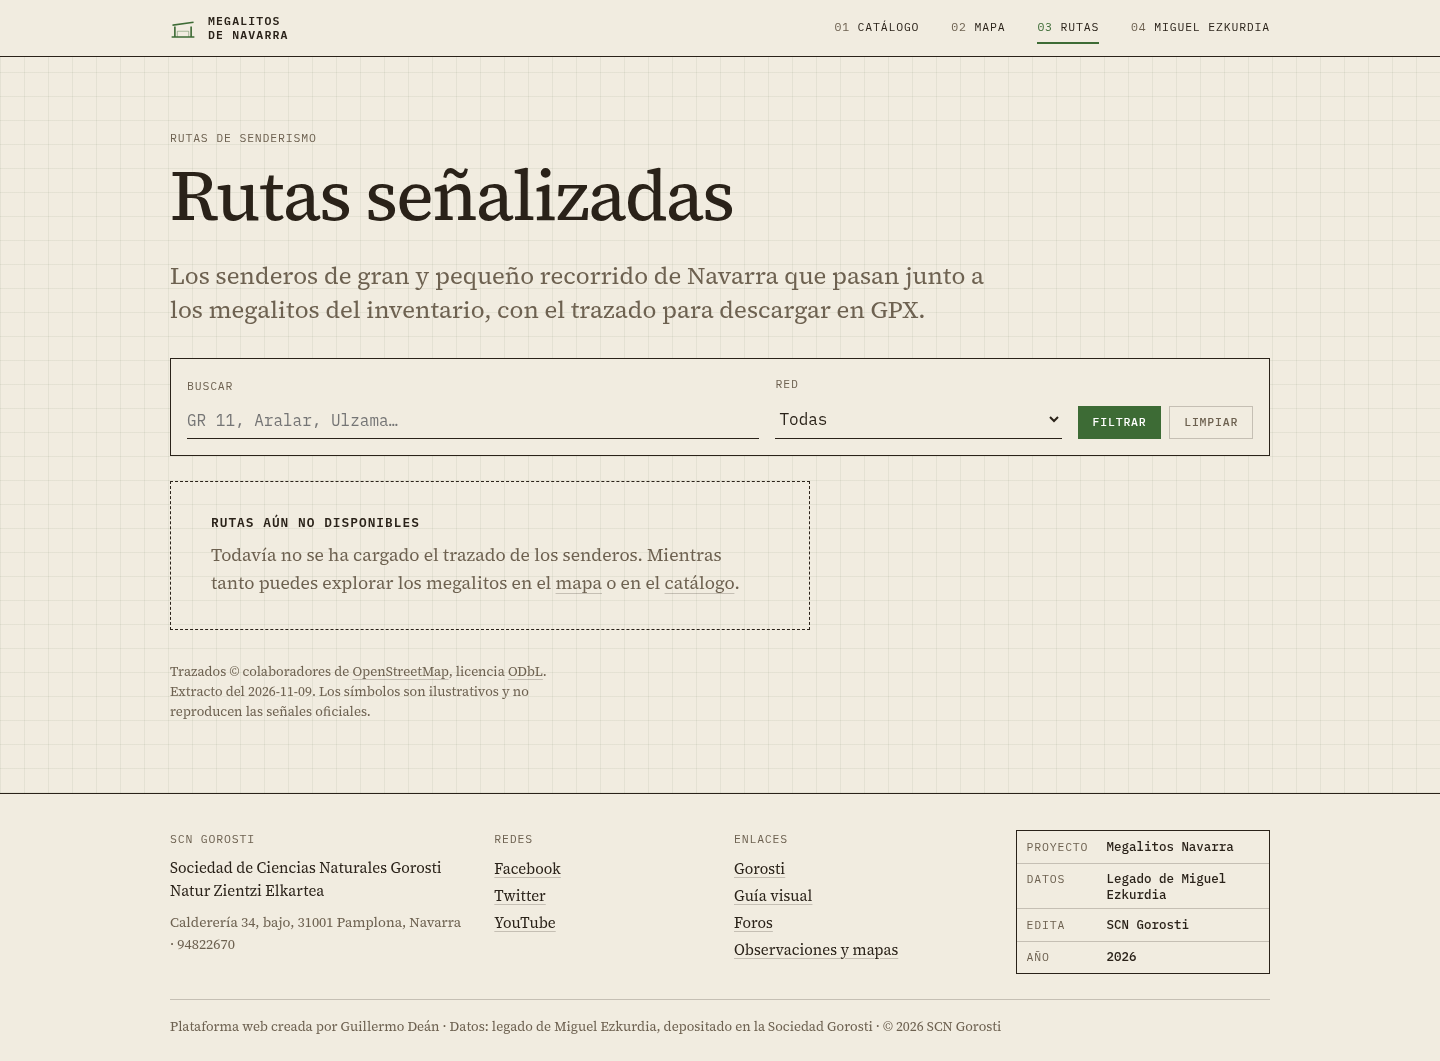 MEGALITOS
DE NAVARRA
01 CATÁLOGO
02 MAPA
03 RUTAS
04 MIGUEL EZKURDIA
RUTAS DE SENDERISMO
Rutas señalizadas
Los senderos de gran y pequeño recorrido de Navarra que pasan junto a
los megalitos del inventario, con el trazado para descargar en GPX.
BUSCAR
GR 11, Aralar, Ulzama…
RED
Todas
FILTRAR
LIMPIAR
RUTAS AÚN NO DISPONIBLES
Todavía no se ha cargado el trazado de los senderos. Mientras
tanto puedes explorar los megalitos en el mapa o en el catálogo.
Trazados © colaboradores de OpenStreetMap, licencia ODbL.
Extracto del 2026-11-09. Los símbolos son ilustrativos y no
reproducen las señales oficiales.
SCN GOROSTI
Sociedad de Ciencias Naturales Gorosti
Natur Zientzi Elkartea
Calderería 34, bajo, 31001 Pamplona, Navarra
· 94822670
REDES
Facebook
Twitter
YouTube
ENLACES
Gorosti
Guía visual
Foros
Observaciones y mapas
PROYECTO Megalitos Navarra
DATOS Legado de Miguel
Ezkurdia
EDITA SCN Gorosti
AÑO 2026
Plataforma web creada por Guillermo Deán · Datos: legado de Miguel Ezkurdia, depositado en la Sociedad Gorosti · © 2026 SCN Gorosti